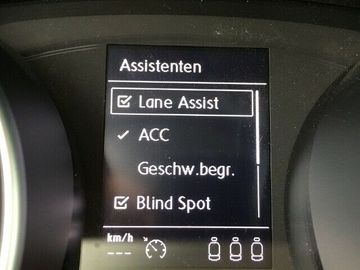 Assistenten
Lane Assist
ACC
Geschw.begr.
Blind Spot
km/h
---